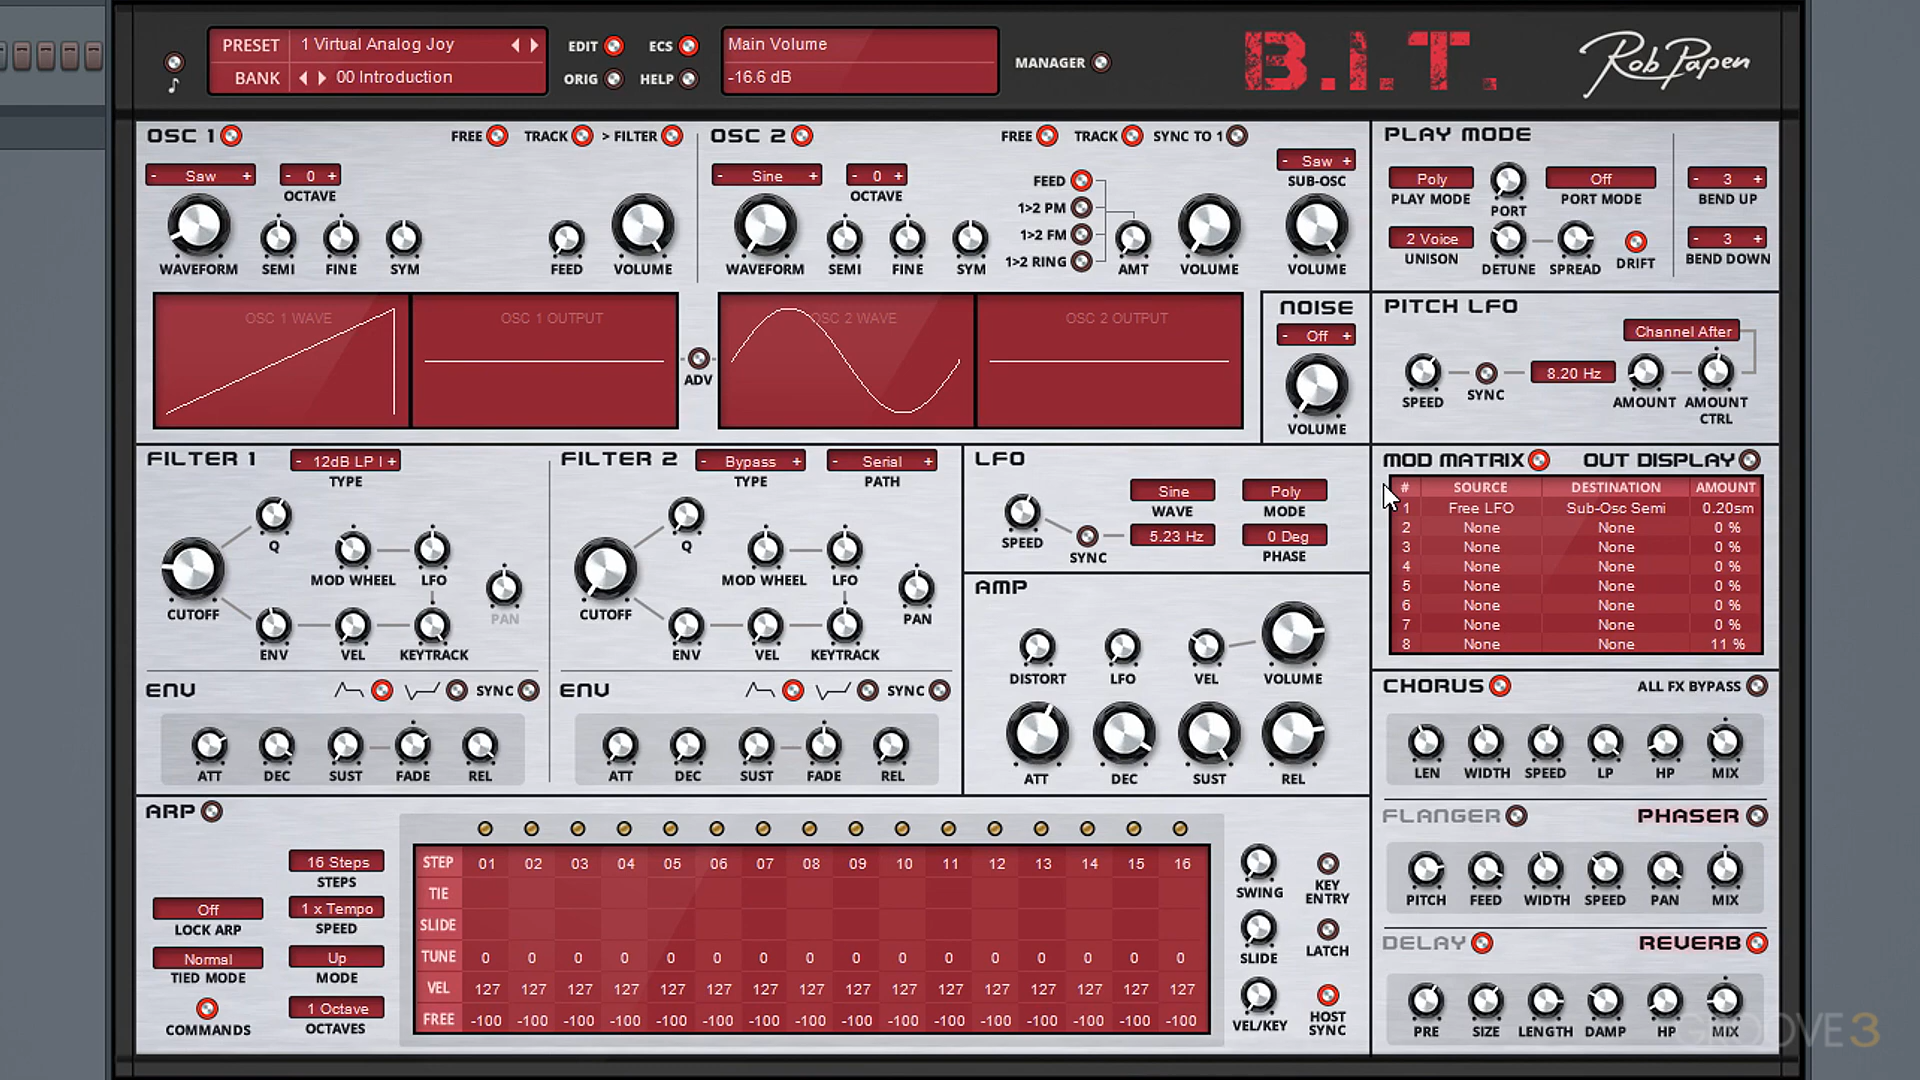 PRESET 1 Virtual Analog Joy
BANK 00 Introduction
EDIT ECS
ORIG HELP
Main Volume
-16.6 dB
MANAGER
B.I.T.
Rob Papen
OSC 1 FREE TRACK > FILTER
- Saw + - 0 +
OCTAVE
WAVEFORM SEMI FINE SYM FEED VOLUME
OSC 1 WAVE OSC 1 OUTPUT
ADV
OSC 2 FREE TRACK SYNC TO 1
- Sine + - 0 +
OCTAVE
FEED
1>2 PM
1>2 FM
1>2 RING
- Saw +
SUB-OSC
WAVEFORM SEMI FINE SYM AMT VOLUME VOLUME
OSC 2 WAVE OSC 2 OUTPUT
NOISE
- Off +
VOLUME
PLAY MODE
Poly Off - 3 +
PLAY MODE PORT PORT MODE BEND UP
2 Voice - 3 +
UNISON DETUNE SPREAD DRIFT BEND DOWN
PITCH LFO
Channel After
8.20 Hz
SPEED SYNC AMOUNT AMOUNT CTRL
FILTER 1 - 12dB LP I +
TYPE
Q
MOD WHEEL LFO
CUTOFF PAN
ENV VEL KEYTRACK
ENV SYNC
ATT DEC SUST FADE REL
FILTER 2 - Bypass + - Serial +
TYPE PATH
Q
MOD WHEEL LFO
CUTOFF PAN
ENV VEL KEYTRACK
ENV SYNC
ATT DEC SUST FADE REL
LFO
Sine Poly
WAVE MODE
SPEED SYNC 5.23 Hz 0 Deg
PHASE
AMP
DISTORT LFO VEL VOLUME
ATT DEC SUST REL
MOD MATRIX OUT DISPLAY
# SOURCE DESTINATION AMOUNT
1 Free LFO Sub-Osc Semi 0.20sm
2 None None 0 %
3 None None 0 %
4 None None 0 %
5 None None 0 %
6 None None 0 %
7 None None 0 %
8 None None 11 %
CHORUS ALL FX BYPASS
LEN WIDTH SPEED LP HP MIX
FLANGER PHASER
PITCH FEED WIDTH SPEED PAN MIX
DELAY REVERB
PRE SIZE LENGTH DAMP HP MIX
ARP
16 Steps
STEPS
Off 1 x Tempo
LOCK ARP SPEED
Normal Up
TIED MODE MODE
1 Octave
COMMANDS OCTAVES
STEP 01 02 03 04 05 06 07 08 09 10 11 12 13 14 15 16
TIE
SLIDE
TUNE 0 0 0 0 0 0 0 0 0 0 0 0 0 0 0 0
VEL 127 127 127 127 127 127 127 127 127 127 127 127 127 127 127 127
FREE -100 -100 -100 -100 -100 -100 -100 -100 -100 -100 -100 -100 -100 -100 -100 -100
SWING KEY ENTRY
SLIDE LATCH
VEL/KEY HOST SYNC
GROOVE3